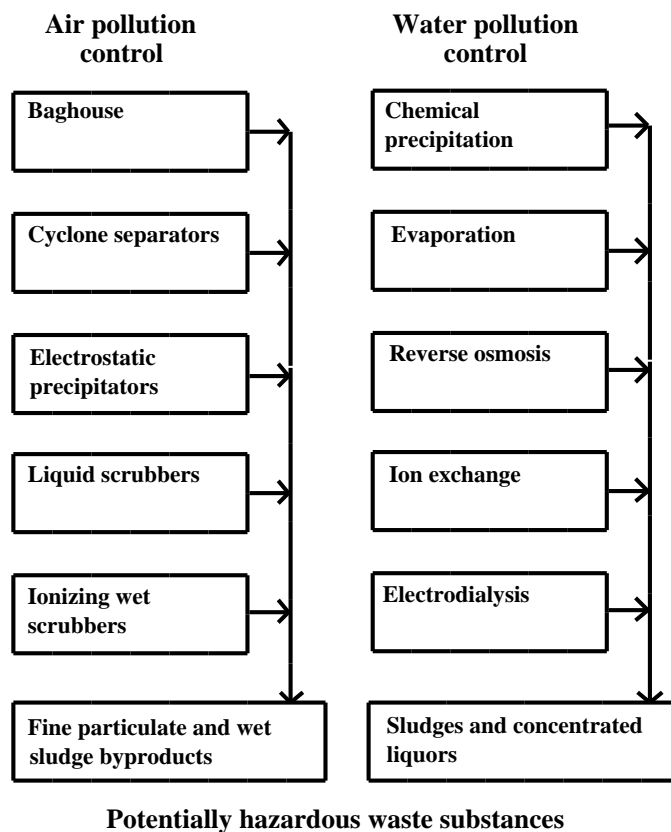 Air pollution
control
Baghouse
Cyclone separators
Electrostatic
precipitators
Liquid scrubbers
Ionizing wet
scrubbers
Fine particulate and wet
sludge byproducts
Water pollution
control
Chemical
precipitation
Evaporation
Reverse osmosis
Ion exchange
Electrodialysis
Sludges and concentrated
liquors
Potentially hazardous waste substances